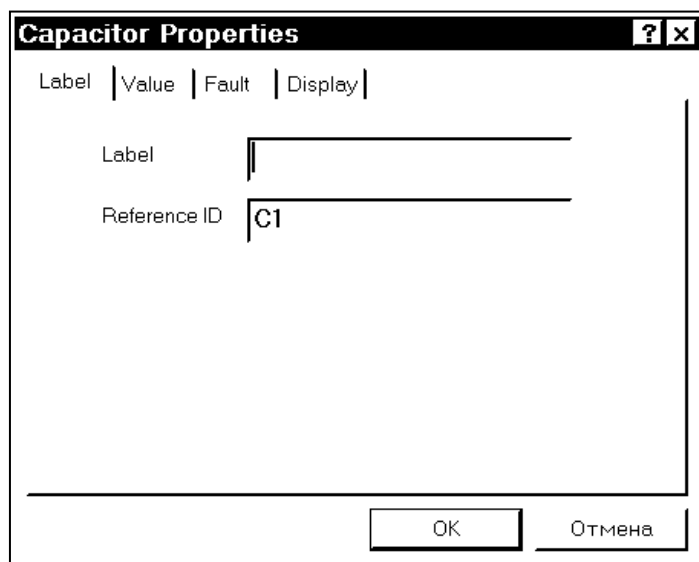 Capacitor Properties ? ×
Label Value Fault Display
Label
Reference ID C1
OK Отмена